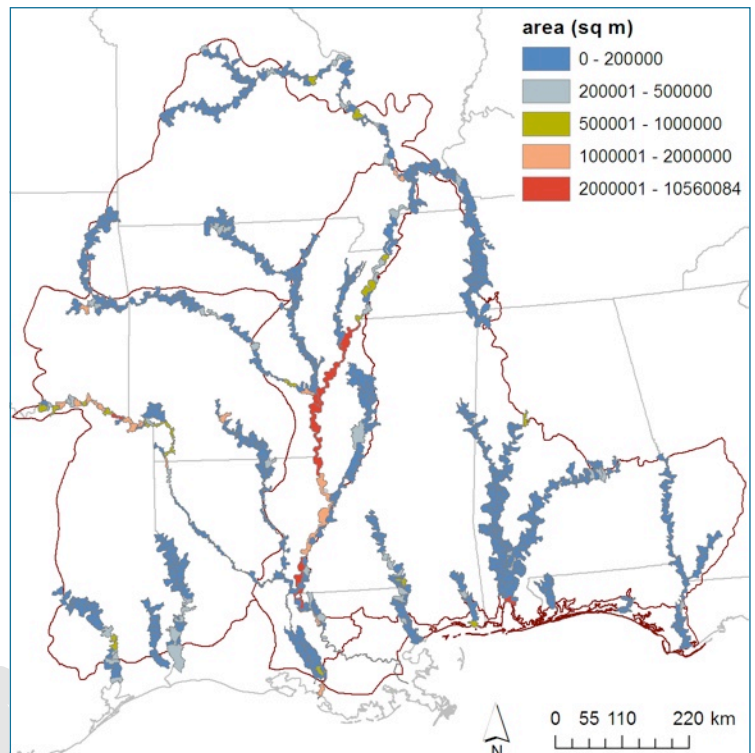 area (sq m)
0 - 200000
200001 - 500000
500001 - 1000000
1000001 - 2000000
2000001 - 10560084
N
0 55 110 220 km